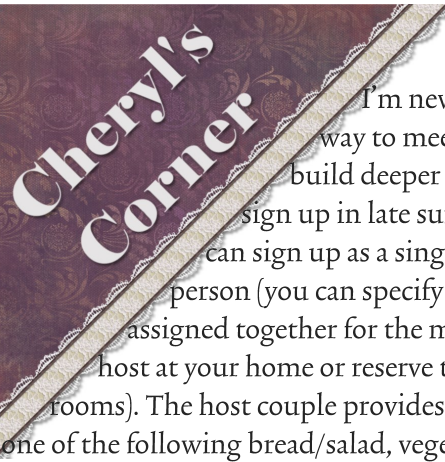 Cheryl's
Corner
I'm new
way to mee
build deeper
sign up in late su
can sign up as a sing
person (you can specify
assigned together for the m
host at your home or reserve t
rooms). The host couple provides
one of the following bread/salad, vege